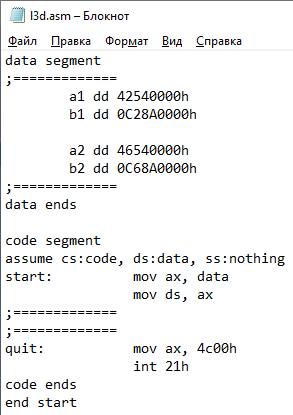 l3d.asm – Блокнот
Файл Правка Формат Вид Справка
data segment
;=============
        a1 dd 42540000h
        b1 dd 0C28A0000h

        a2 dd 46540000h
        b2 dd 0C68A0000h
;=============
data ends

code segment
assume cs:code, ds:data, ss:nothing
start:          mov ax, data
                mov ds, ax
;=============
;=============
quit:           mov ax, 4c00h
                int 21h
code ends
end start